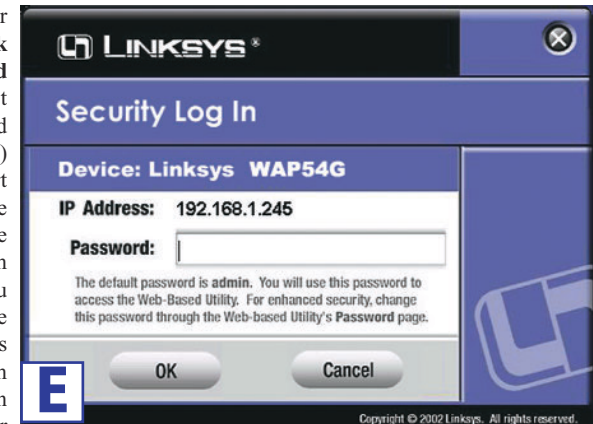 LINKSYS®
Security Log In
Device: Linksys WAP54G
IP Address: 192.168.1.245
Password:
The default password is admin. You will use this password to
access the Web-Based Utility. For enhanced security, change
this password through the Web-based Utility's Password page.
OK Cancel
E
Copyright © 2002 Linksys. All rights reserved.